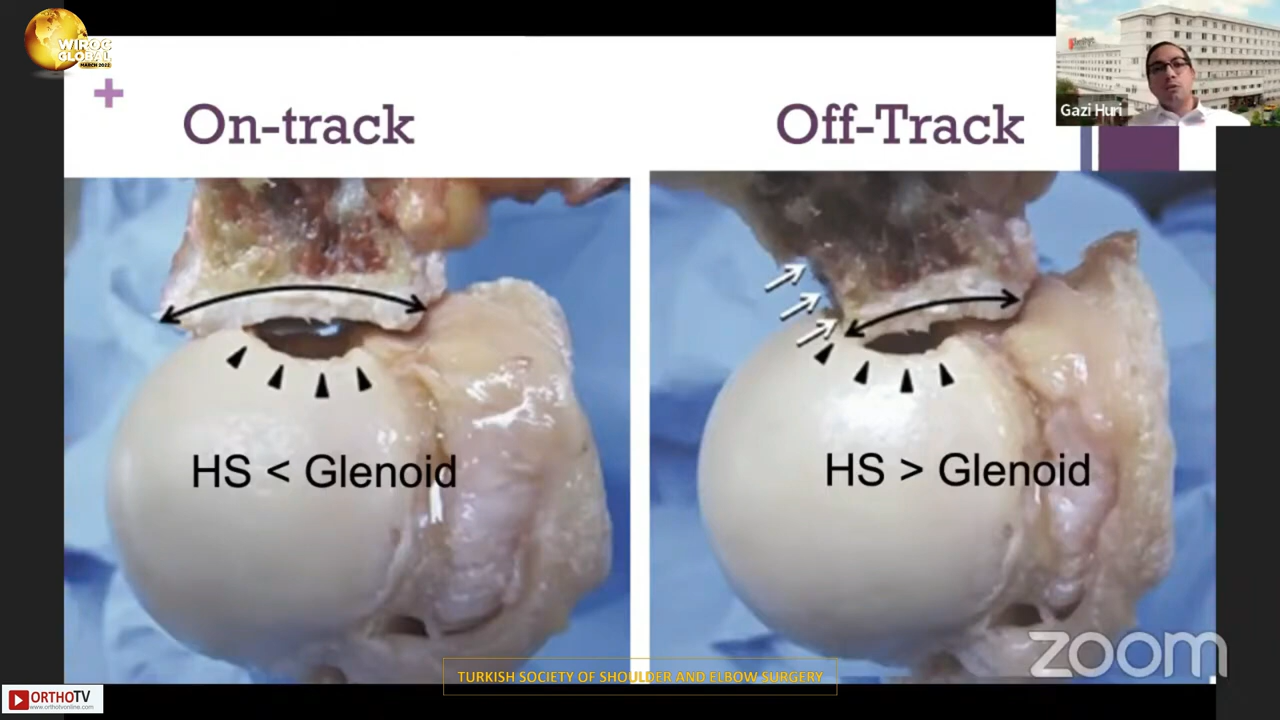 WIROC
GLOBAL
MARCH 2022
On-track
Off-Track
Gazi Huri
HS < Glenoid
HS > Glenoid
zoom
TURKISH SOCIETY OF SHOULDER AND ELBOW SURGERY
ORTHOTV
www.orthotvonline.com